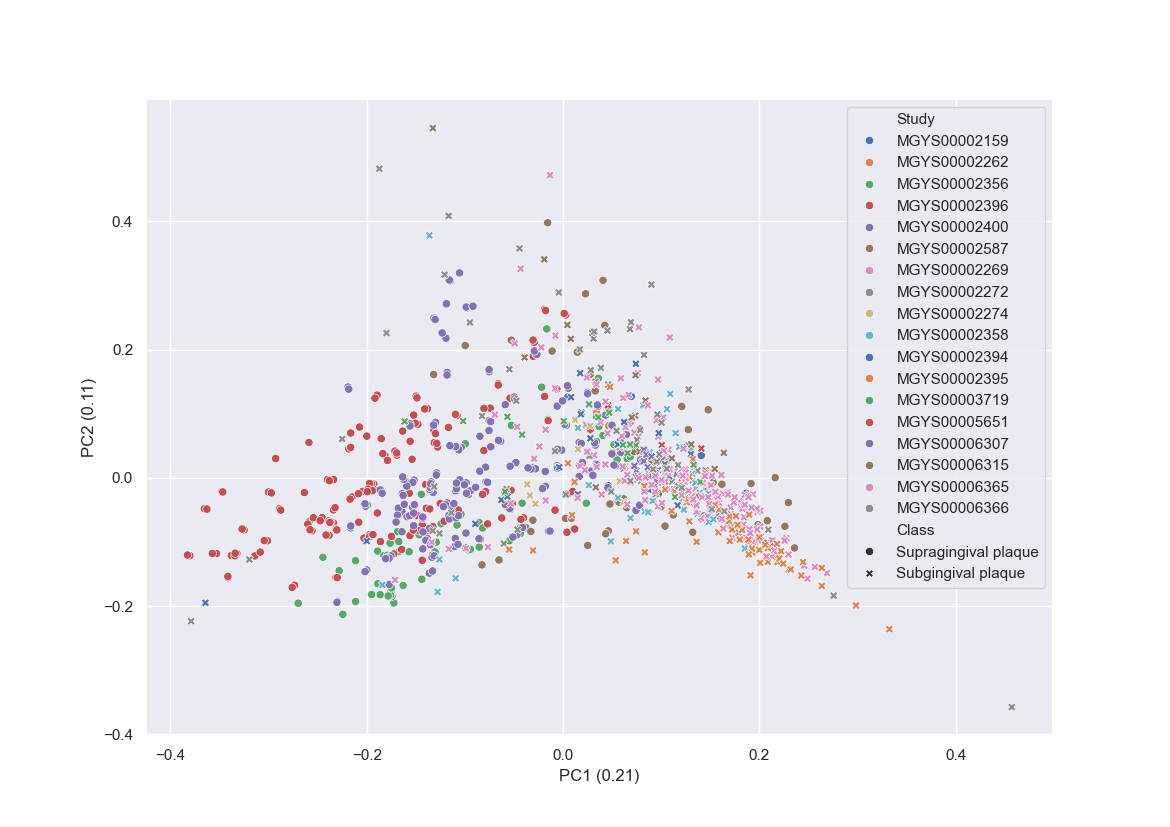 Study
MGYS00002159
MGYS00002262
MGYS00002356
MGYS00002396
MGYS00002400
MGYS00002587
MGYS00002269
MGYS00002272
MGYS00002274
MGYS00002358
MGYS00002394
MGYS00002395
MGYS00003719
MGYS00005651
MGYS00006307
MGYS00006315
MGYS00006365
MGYS00006366
Class
Supragingival plaque
Subgingival plaque
0.4
0.2
0.0
−0.2
−0.4
PC2 (0.11)
−0.4 −0.2 0.0 0.2 0.4
PC1 (0.21)